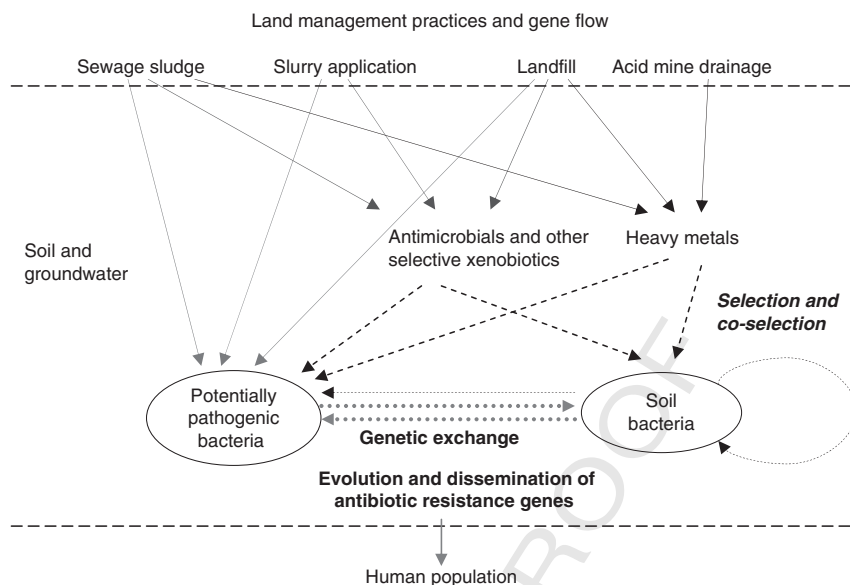 Land management practices and gene flow
Sewage sludge
Slurry application
Landfill
Acid mine drainage
Soil and
groundwater
Antimicrobials and other
selective xenobiotics
Heavy metals
Selection and
co-selection
Potentially
pathogenic
bacteria
Soil
bacteria
Genetic exchange
Evolution and dissemination of
antibiotic resistance genes
Human population
ROOF